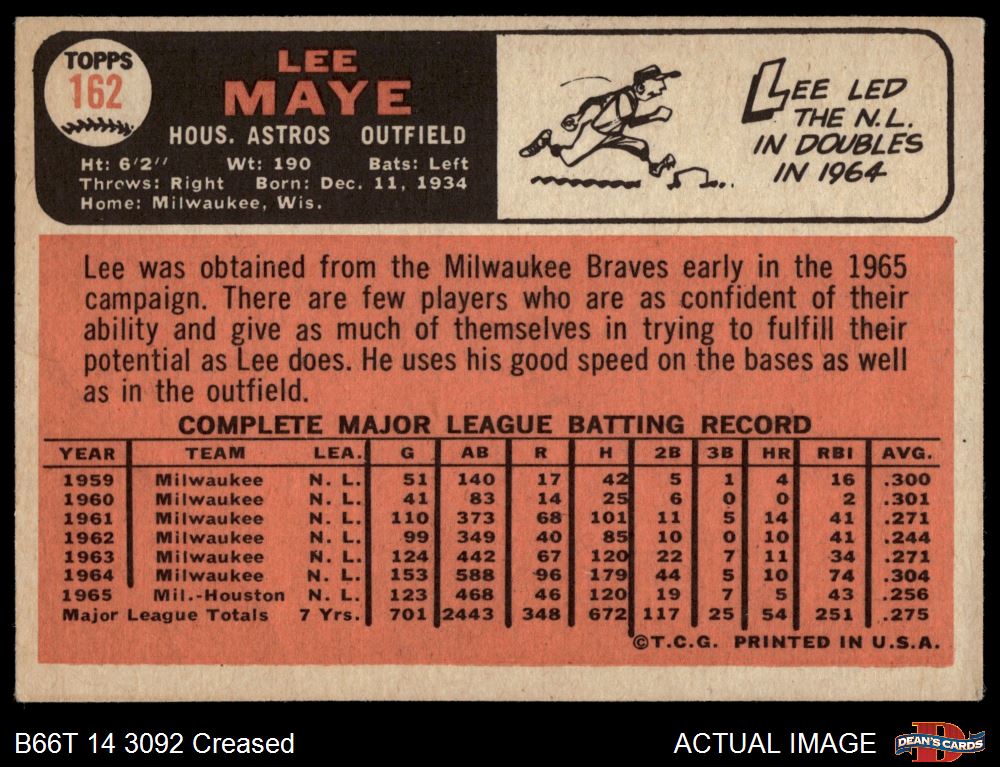 TOPPS
162
LEE
MAYE
HOUS. ASTROS OUTFIELD
Ht: 6'2" Wt: 190 Bats: Left
Throws: Right Born: Dec. 11, 1934
Home: Milwaukee, Wis.
LEE LED
THE N.L.
IN DOUBLES
IN 1964
Lee was obtained from the Milwaukee Braves early in the 1965
campaign. There are few players who are as confident of their
ability and give as much of themselves in trying to fulfill their
potential as Lee does. He uses his good speed on the bases as well
as in the outfield.
COMPLETE MAJOR LEAGUE BATTING RECORD
YEAR TEAM LEA. G AB R H 2B 3B HR RBI AVG.
1959 Milwaukee N. L. 51 140 17 42 5 1 4 16 .300
1960 Milwaukee N. L. 41 83 14 25 6 0 0 2 .301
1961 Milwaukee N. L. 110 373 68 101 11 5 14 41 .271
1962 Milwaukee N. L. 99 349 40 85 10 0 10 41 .244
1963 Milwaukee N. L. 124 442 67 120 22 7 11 34 .271
1964 Milwaukee N. L. 153 588 96 179 44 5 10 74 .304
1965 Mil.-Houston N. L. 123 468 46 120 19 7 5 43 .256
Major League Totals 7 Yrs. 701 2443 348 672 117 25 54 251 .275
©T.C.G. PRINTED IN U.S.A.
B66T 14 3092 Creased
ACTUAL IMAGE
DEAN'S CARDS